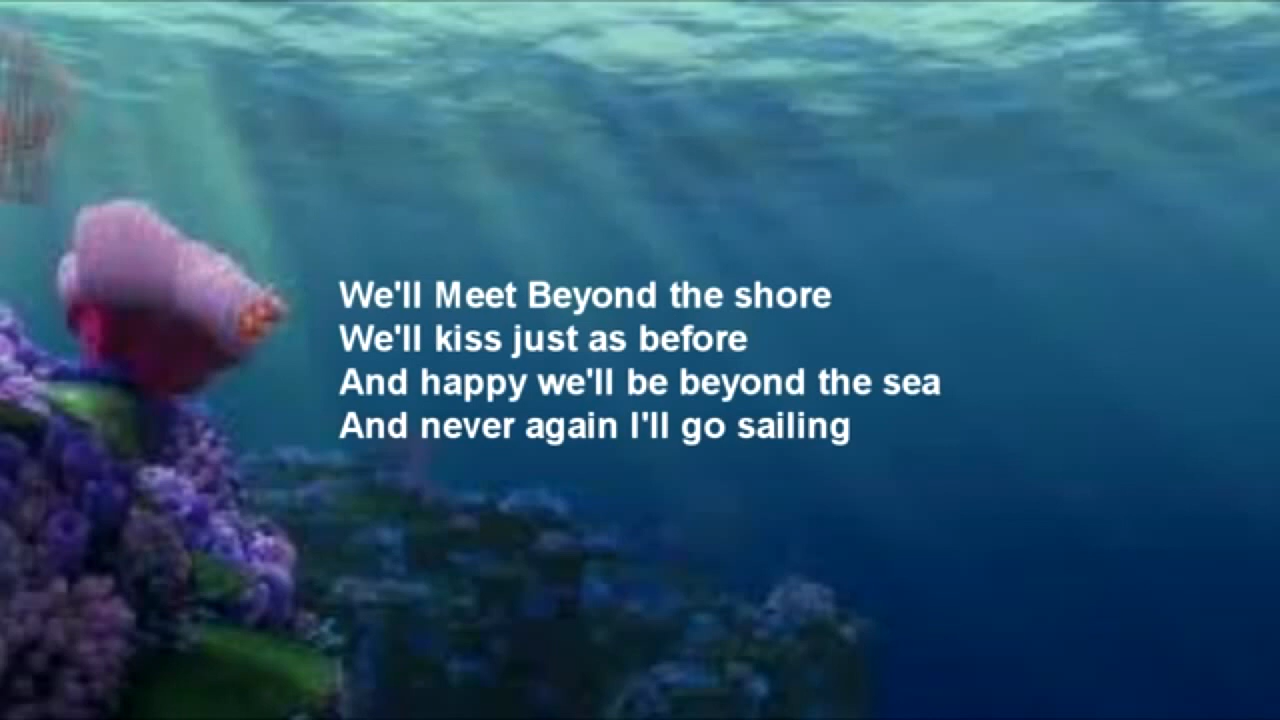 We'll Meet Beyond the shore
We'll kiss just as before
And happy we'll be beyond the sea
And never again I'll go sailing